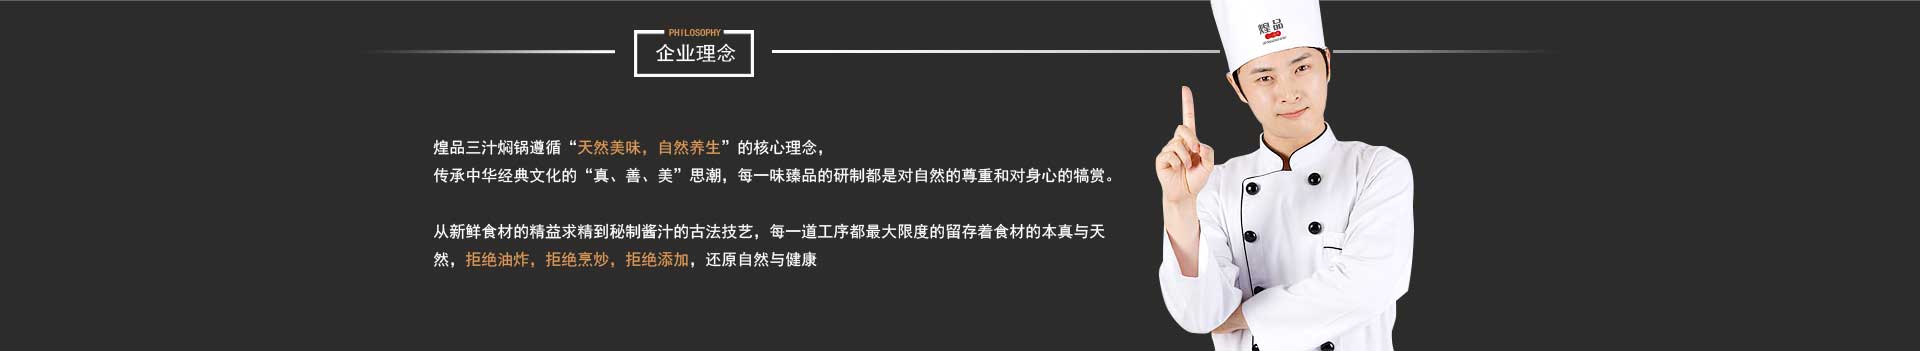 PHILOSOPHY
企业理念
煌品
煌品三汁焖锅遵循“天然美味，自然养生”的核心理念，
传承中华经典文化的“真、善、美”思潮，每一味臻品的研制都是对自然的尊重和对身心的犒赏。
从新鲜食材的精益求精到秘制酱汁的古法技艺，每一道工序都最大限度的留存着食材的本真与天
然，拒绝油炸，拒绝烹炒，拒绝添加，还原自然与健康